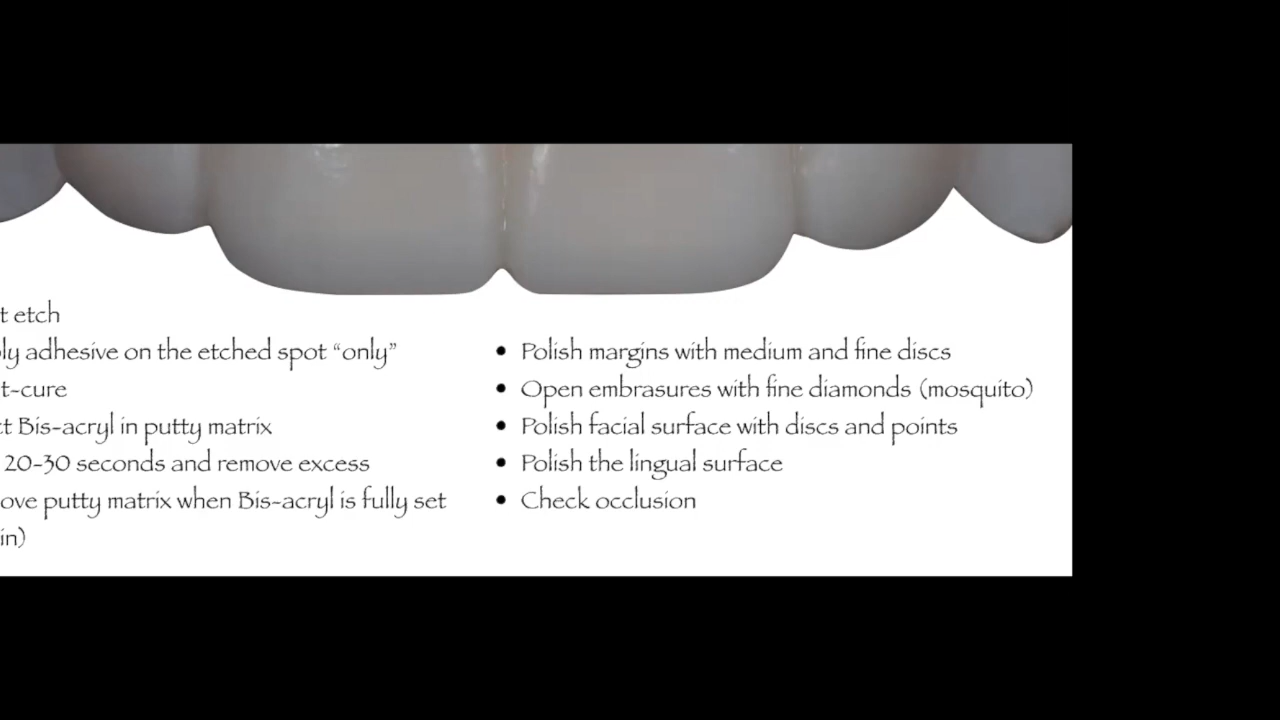 t etch
ly adhesive on the etched spot “only”
t-cure
ct Bis-acryl in putty matrix
20-30 seconds and remove excess
ove putty matrix when Bis-acryl is fully set
in)
• Polish margins with medium and fine discs
• Open embrasures with fine diamonds (mosquito)
• Polish facial surface with discs and points
• Polish the lingual surface
• Check occlusion